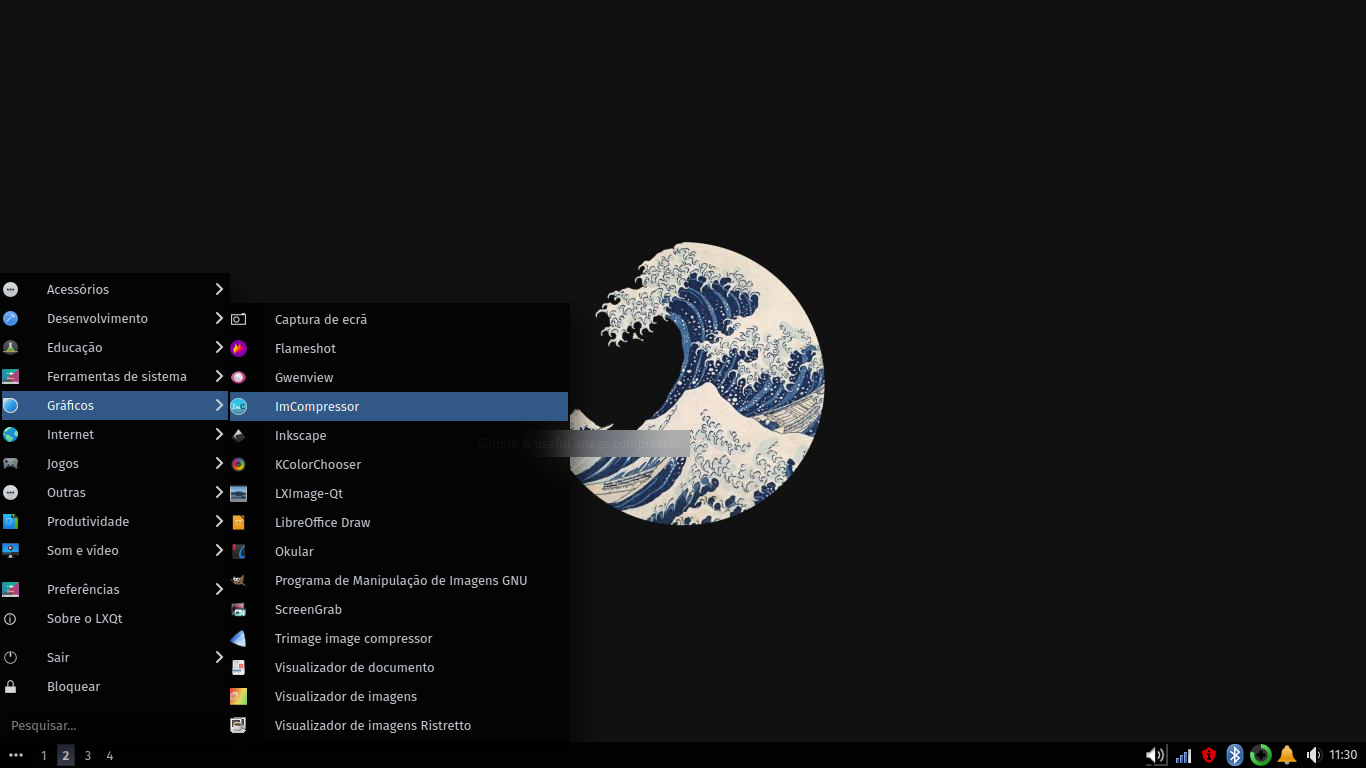 Acessórios
Desenvolvimento
Educação
Ferramentas de sistema
Gráficos
Internet
Jogos
Outras
Produtividade
Som e vídeo
Preferências
Sobre o LXQt
Sair
Bloquear
Pesquisar...
Captura de ecrã
Flameshot
Gwenview
ImCompressor
Inkscape
KColorChooser
LXImage-Qt
LibreOffice Draw
Okular
Programa de Manipulação de Imagens GNU
ScreenGrab
Trimage image compressor
Visualizador de documento
Visualizador de imagens
Visualizador de imagens Ristretto
Simple & useful image compressor
1 2 3 4
11:30